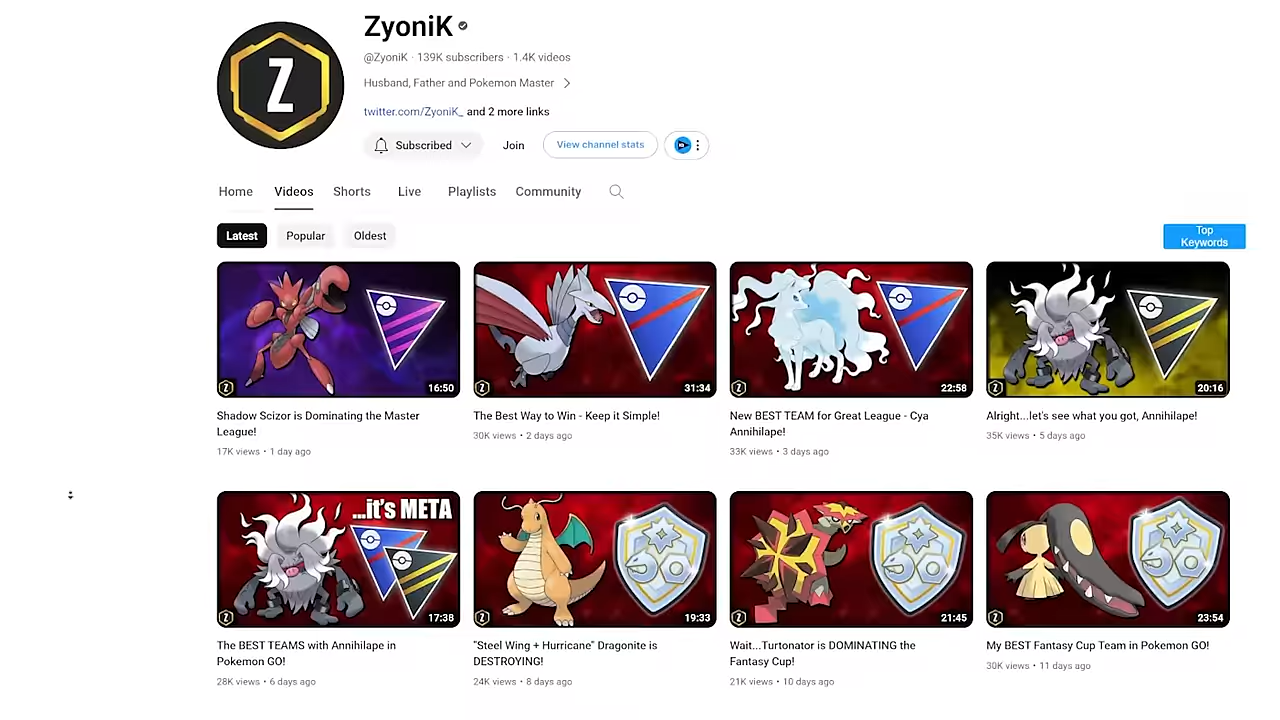 ZyoniK
Z
@ZyoniK · 139K subscribers · 1.4K videos
Husband, Father and Pokemon Master
twitter.com/ZyoniK_ and 2 more links
Subscribed
Join
View channel stats
Home
Videos
Shorts
Live
Playlists
Community
Latest
Popular
Oldest
Top
Keywords
Z
16:50
Z
31:34
Z
22:58
Z
20:16
Shadow Scizor is Dominating the Master
League!
17K views • 1 day ago
The Best Way to Win - Keep it Simple!
30K views • 2 days ago
New BEST TEAM for Great League - Cya
Annihilape!
33K views • 3 days ago
Alright...let's see what you got, Annihilape!
35K views • 5 days ago
...it's META
Z
17:38
GO
Z
19:33
GO
Z
21:45
GO
Z
23:54
The BEST TEAMS with Annihilape in
Pokemon GO!
28K views • 6 days ago
"Steel Wing + Hurricane" Dragonite is
DESTROYING!
24K views • 8 days ago
Wait...Turtonator is DOMINATING the
Fantasy Cup!
21K views • 10 days ago
My BEST Fantasy Cup Team in Pokemon GO!
30K views • 11 days ago